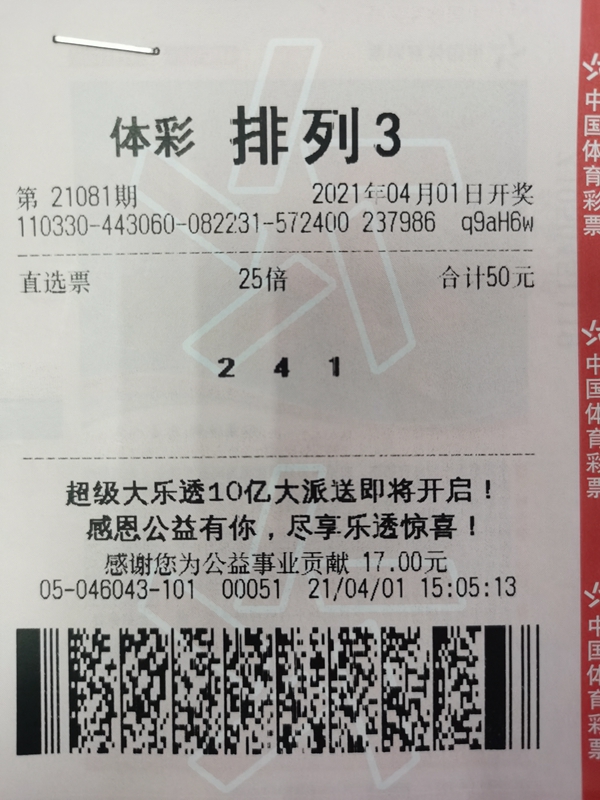 体彩 排列3
第 21081期 2021年04月01日开奖
110330-443060-082231-572400 237986 q9aH6w
直选票 25倍 合计50元
2 4 1
超级大乐透10亿大派送即将开启！
感恩公益有你，尽享乐透惊喜！
感谢您为公益事业贡献 17.00元
05-046043-101 00051 21/04/01 15:05:13
中国体育彩票
中国体育彩票
中国体育彩票